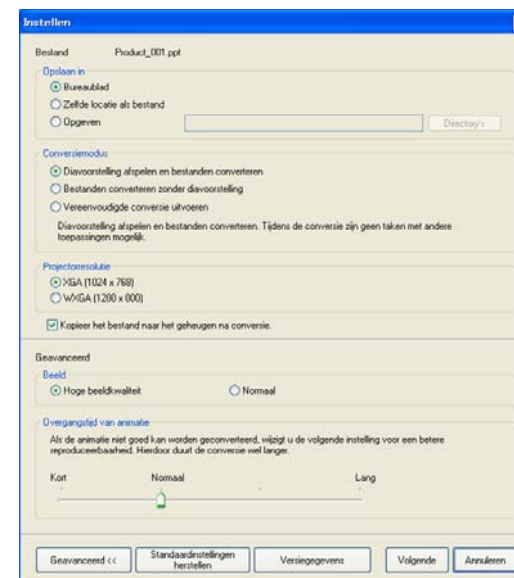 Instellen
Bestand Product_001.ppt
Opslaan in
Bureaublad
Zelfde locatie als bestand
Opgeven Directory's
Conversiemodus
Diavoorstelling afspelen en bestanden converteren
Bestanden converteren zonder diavoorstelling
Vereenvoudigde conversie uitvoeren
Diavoorstelling afspelen en bestanden converteren. Tijdens de conversie zijn geen taken met andere
toepassingen mogelijk.
Projectorresolutie
XGA (1024 x 768)
WXGA (1280 x 800)
Kopieer het bestand naar het geheugen na conversie.
Geavanceerd
Beeld
Hoge beeldkwaliteit Normaal
Overgangstijd van animatie
Als de animatie niet goed kan worden geconverteerd, wijzigt u de volgende instelling voor een betere
reproduceerbaarheid. Hierdoor duurt de conversie wel langer.
Kort Normaal Lang
Geavanceerd << Standaardinstellingen herstellen Versiegegevens Volgende Annuleren